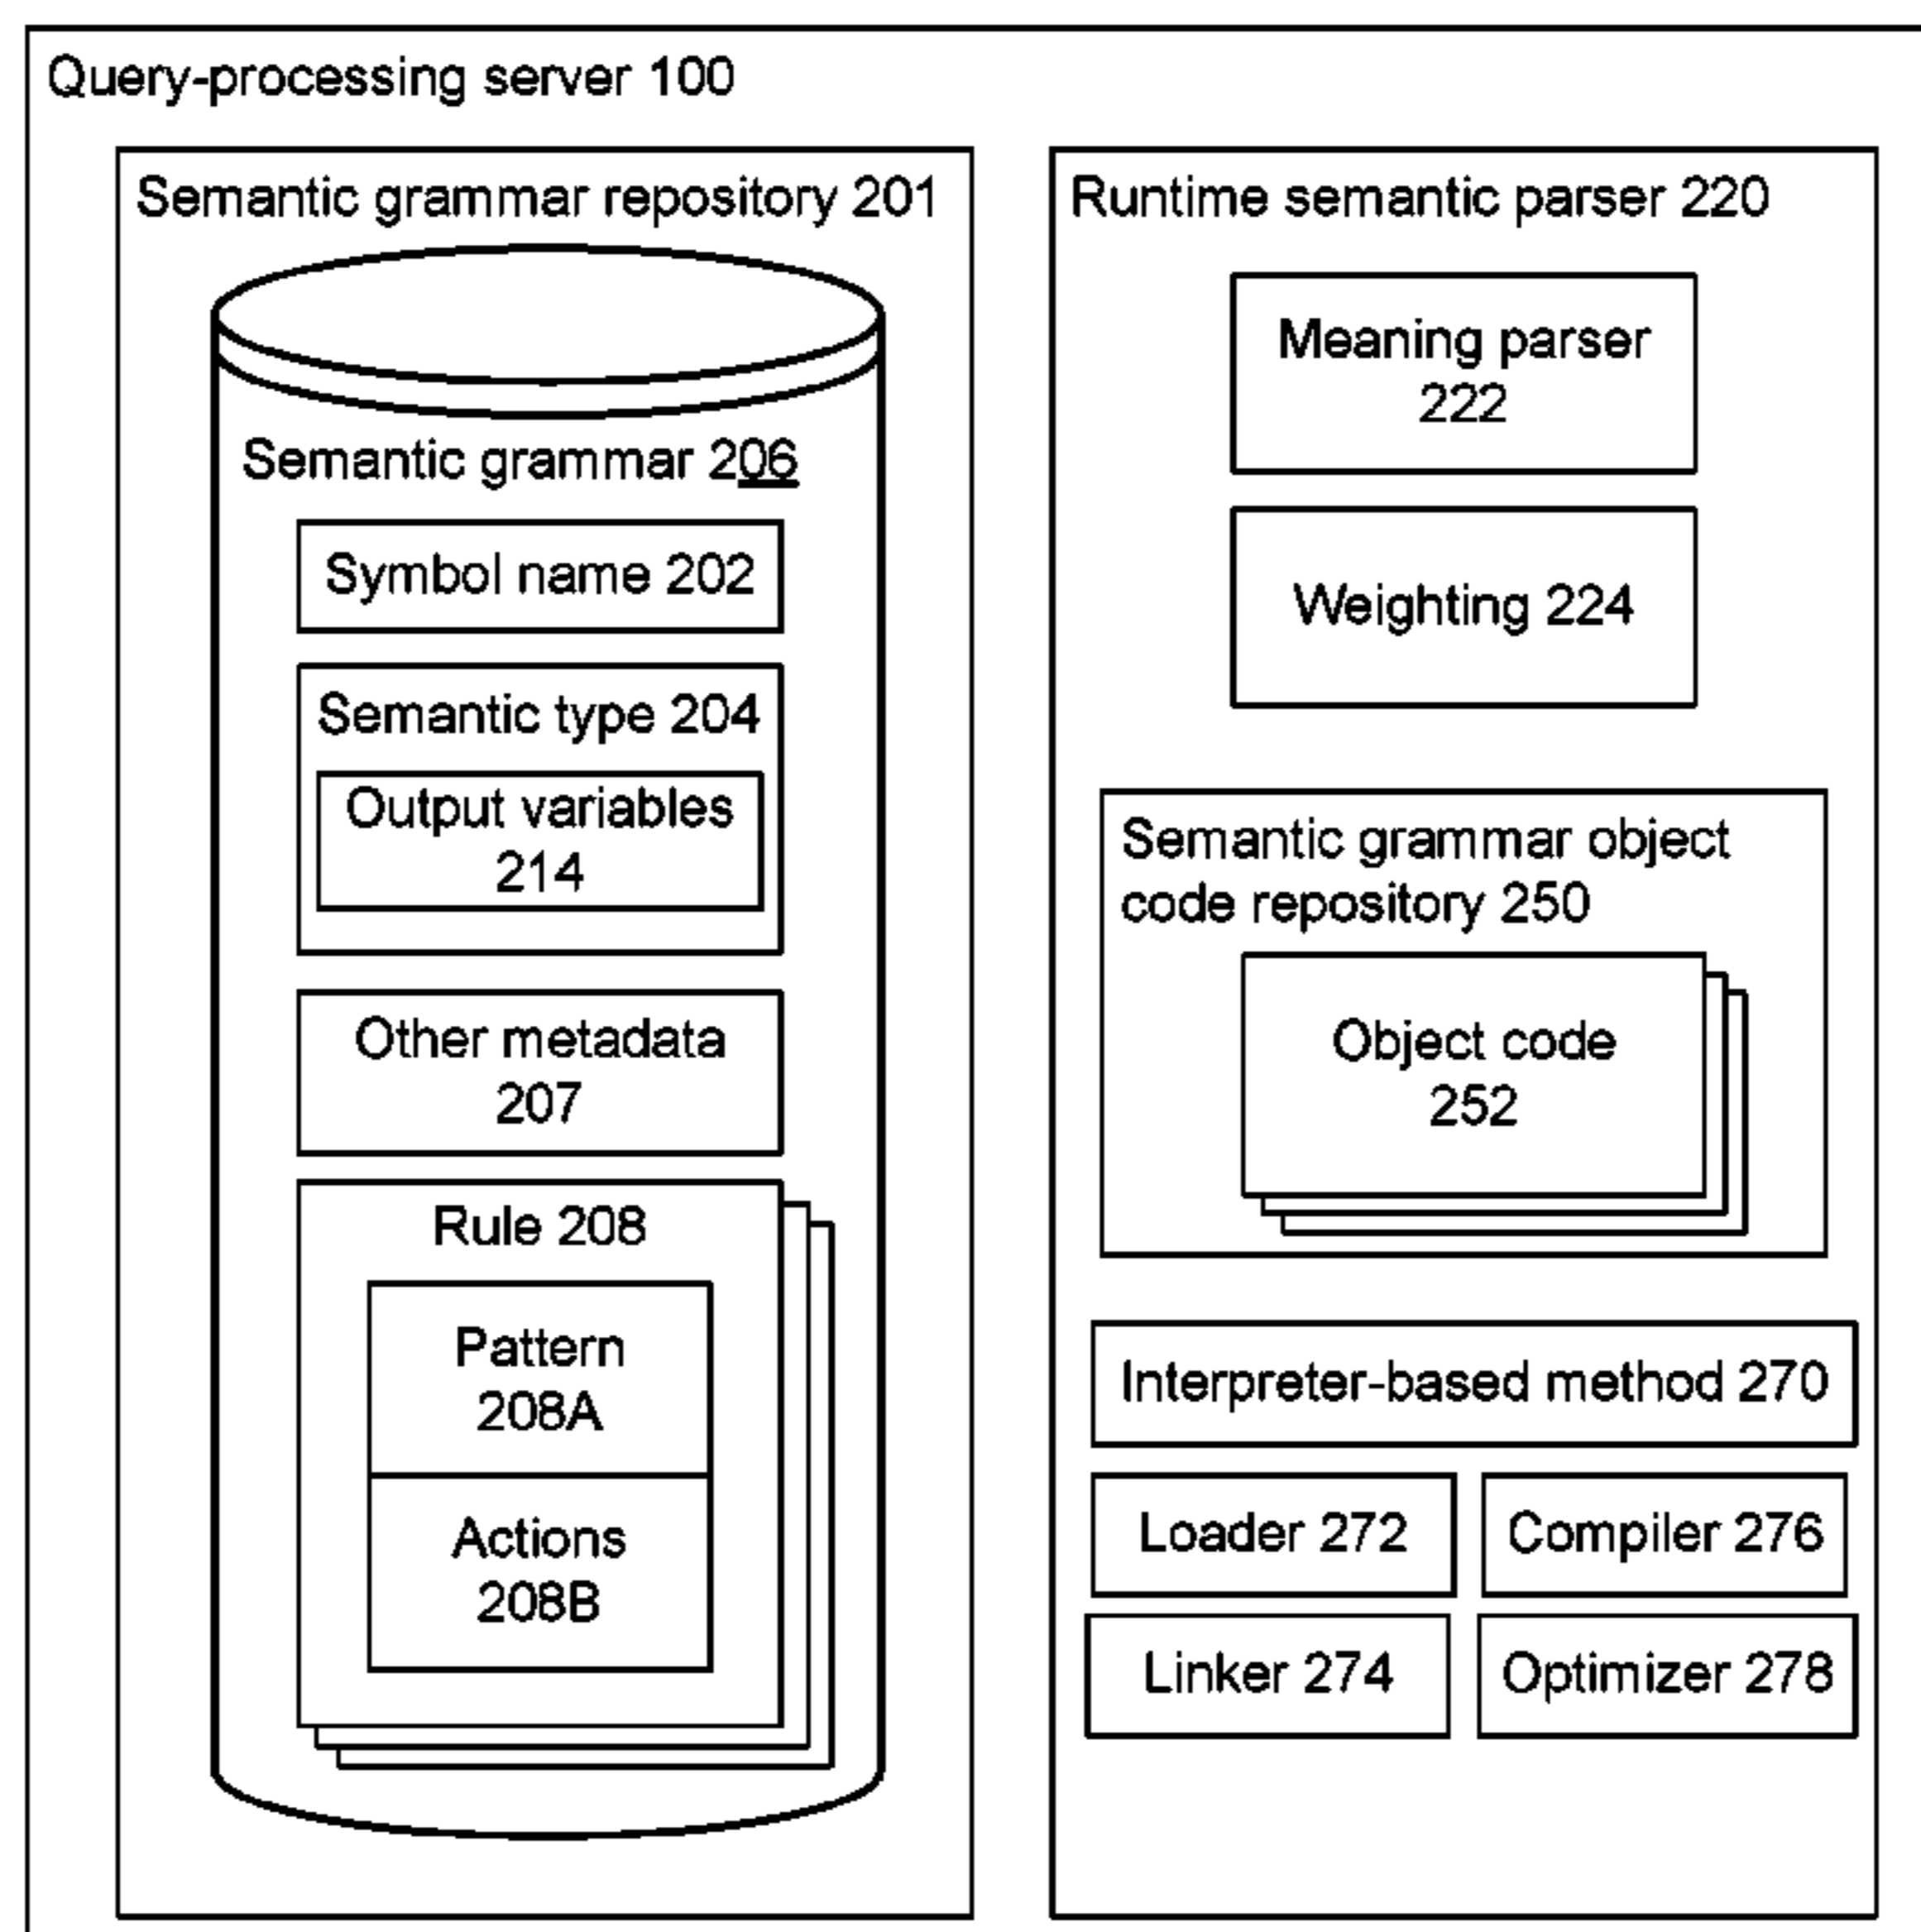 Query-processing server 100
Semantic grammar repository 201
Semantic grammar 206
Symbol name 202
Semantic type 204
Output variables
214
Other metadata
207
Rule 208
Pattern
208A
Actions
208B
Runtime semantic parser 220
Meaning parser
222
Weighting 224
Semantic grammar object
code repository 250
Object code
252
Interpreter-based method 270
Loader 272
Compiler 276
Linker 274
Optimizer 278